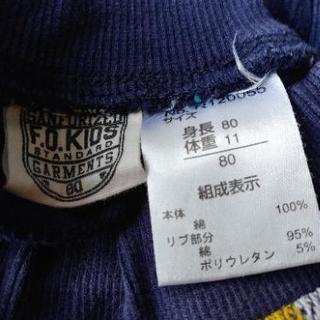 SANFORIZED
F.O.KIDS
STANDARD
GARMENTS
80
サイズ
身長 80
体重 11
80
組成表示
本体
綿 100%
リブ部分
綿 95%
ポリウレタン 5%